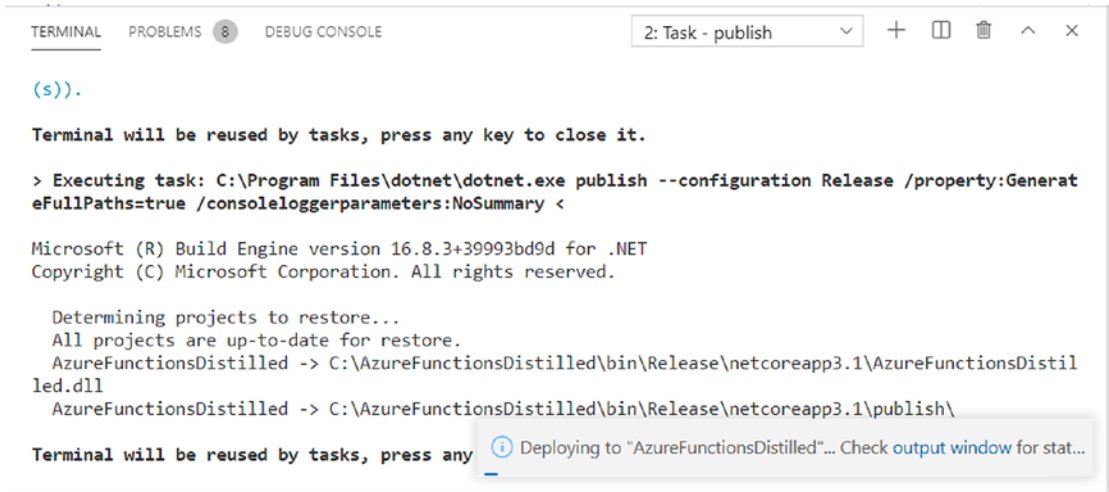 TERMINAL PROBLEMS 8 DEBUG CONSOLE 2: Task - publish
(s)).
Terminal will be reused by tasks, press any key to close it.
> Executing task: C:\Program Files\dotnet\dotnet.exe publish --configuration Release /property:Generat
eFullPaths=true /consoleloggerparameters:NoSummary <
Microsoft (R) Build Engine version 16.8.3+39993bd9d for .NET
Copyright (C) Microsoft Corporation. All rights reserved.
Determining projects to restore...
All projects are up-to-date for restore.
AzureFunctionsDistilled -> C:\AzureFunctionsDistilled\bin\Release\netcoreapp3.1\AzureFunctionsDistil
led.dll
AzureFunctionsDistilled -> C:\AzureFunctionsDistilled\bin\Release\netcoreapp3.1\publish\
Terminal will be reused by tasks, press any
Deploying to "AzureFunctionsDistilled"... Check output window for stat...